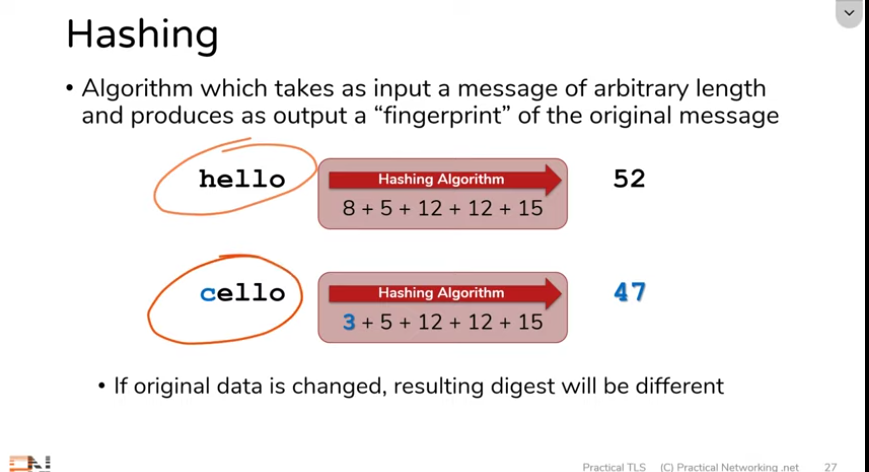 Hashing
• Algorithm which takes as input a message of arbitrary length
and produces as output a “fingerprint” of the original message
hello
Hashing Algorithm
8 + 5 + 12 + 12 + 15
52
cello
Hashing Algorithm
3 + 5 + 12 + 12 + 15
47
• If original data is changed, resulting digest will be different
Practical TLS (C) Practical Networking .net 27